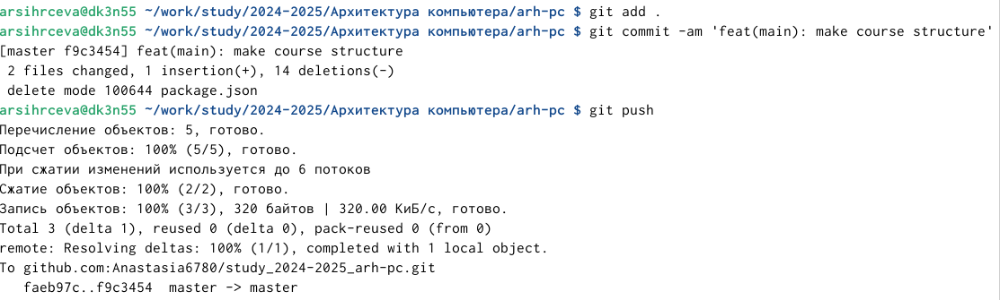 arsihrceva@dk3n55 ~/work/study/2024-2025/Архитектура компьютера/arh-pc $ git add .
arsihrceva@dk3n55 ~/work/study/2024-2025/Архитектура компьютера/arh-pc $ git commit -am 'feat(main): make course structure'
[master f9c3454] feat(main): make course structure
 2 files changed, 1 insertion(+), 14 deletions(-)
 delete mode 100644 package.json
arsihrceva@dk3n55 ~/work/study/2024-2025/Архитектура компьютера/arh-pc $ git push
Перечисление объектов: 5, готово.
Подсчет объектов: 100% (5/5), готово.
При сжатии изменений используется до 6 потоков
Сжатие объектов: 100% (2/2), готово.
Запись объектов: 100% (3/3), 320 байтов | 320.00 КиБ/с, готово.
Total 3 (delta 1), reused 0 (delta 0), pack-reused 0 (from 0)
remote: Resolving deltas: 100% (1/1), completed with 1 local object.
To github.com:Anastasia6780/study_2024-2025_arh-pc.git
   faeb97c..f9c3454  master -> master